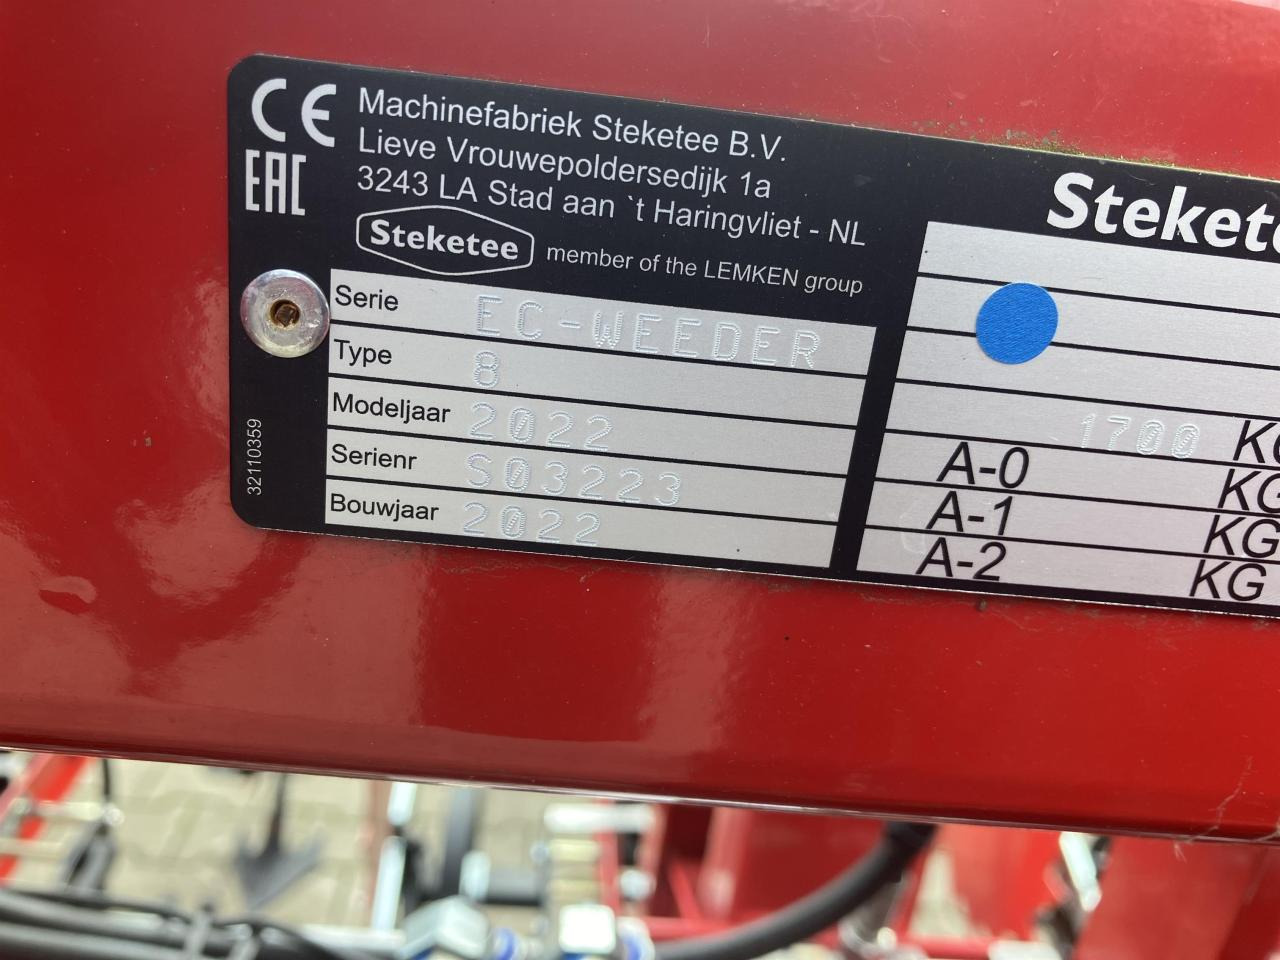 CE
EAC
Machinefabriek Steketee B.V.
Lieve Vrouwepoldersedijk 1a
3243 LA Stad aan `t Haringvliet - NL
Steketee member of the LEMKEN group
Serie EC-WEEDER
Type 8
Modeljaar 2022
Serienr S03223
Bouwjaar 2022
32110359
Steket
1700 KG
A-0 KG
A-1 KG
A-2 KG